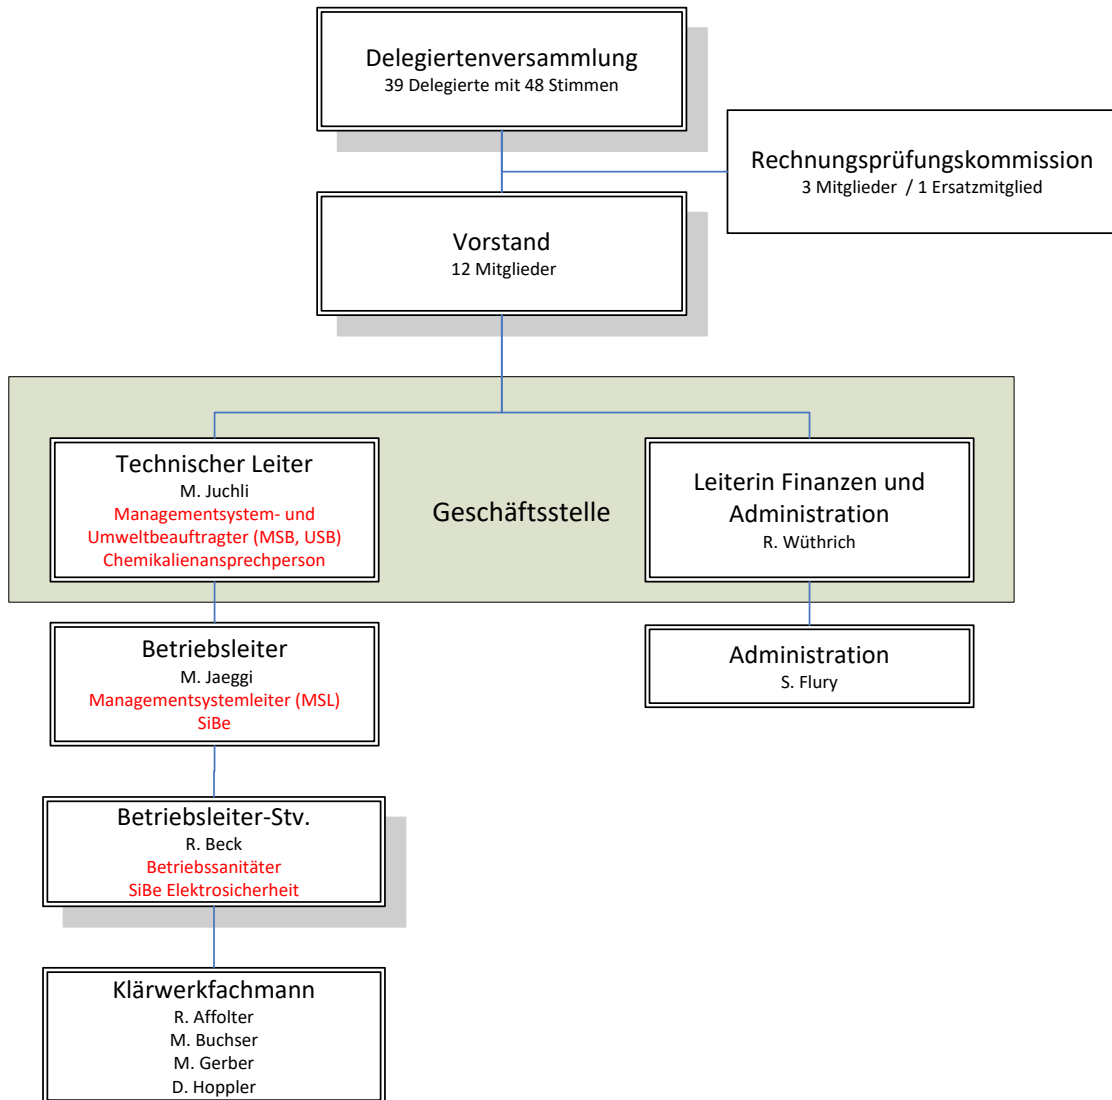 Delegiertenversammlung
39 Delegierte mit 48 Stimmen
Rechnungsprüfungskommission
3 Mitglieder / 1 Ersatzmitglied
Vorstand
12 Mitglieder
Technischer Leiter
M. Juchli
Managementsystem- und
Umweltbeauftragter (MSB, USB)
Chemikalienansprechperson
Geschäftsstelle
Leiterin Finanzen und
Administration
R. Wüthrich
Betriebsleiter
M. Jaeggi
Managementsystemleiter (MSL)
SiBe
Administration
S. Flury
Betriebsleiter-Stv.
R. Beck
Betriebssanitäter
SiBe Elektrosicherheit
Klärwerkfachmann
R. Affolter
M. Buchser
M. Gerber
D. Hoppler